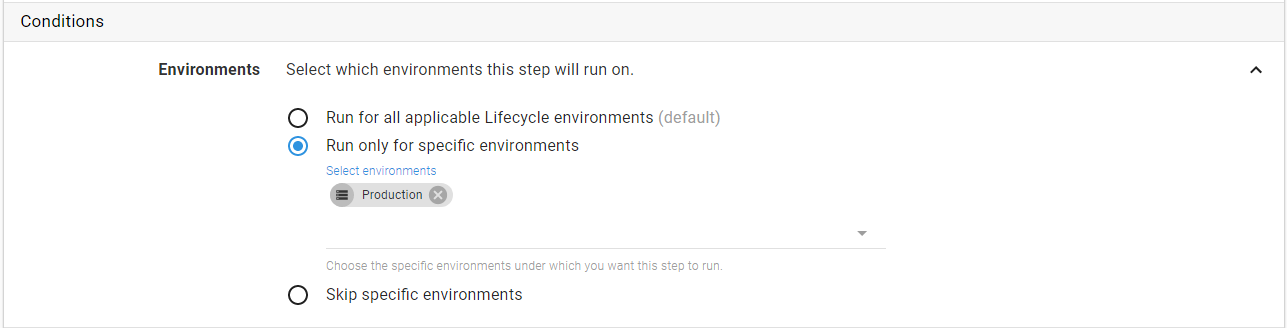 Conditions
Environments Select which environments this step will run on.
Run for all applicable Lifecycle environments (default)
Run only for specific environments
Select environments
Production
Choose the specific environments under which you want this step to run.
Skip specific environments